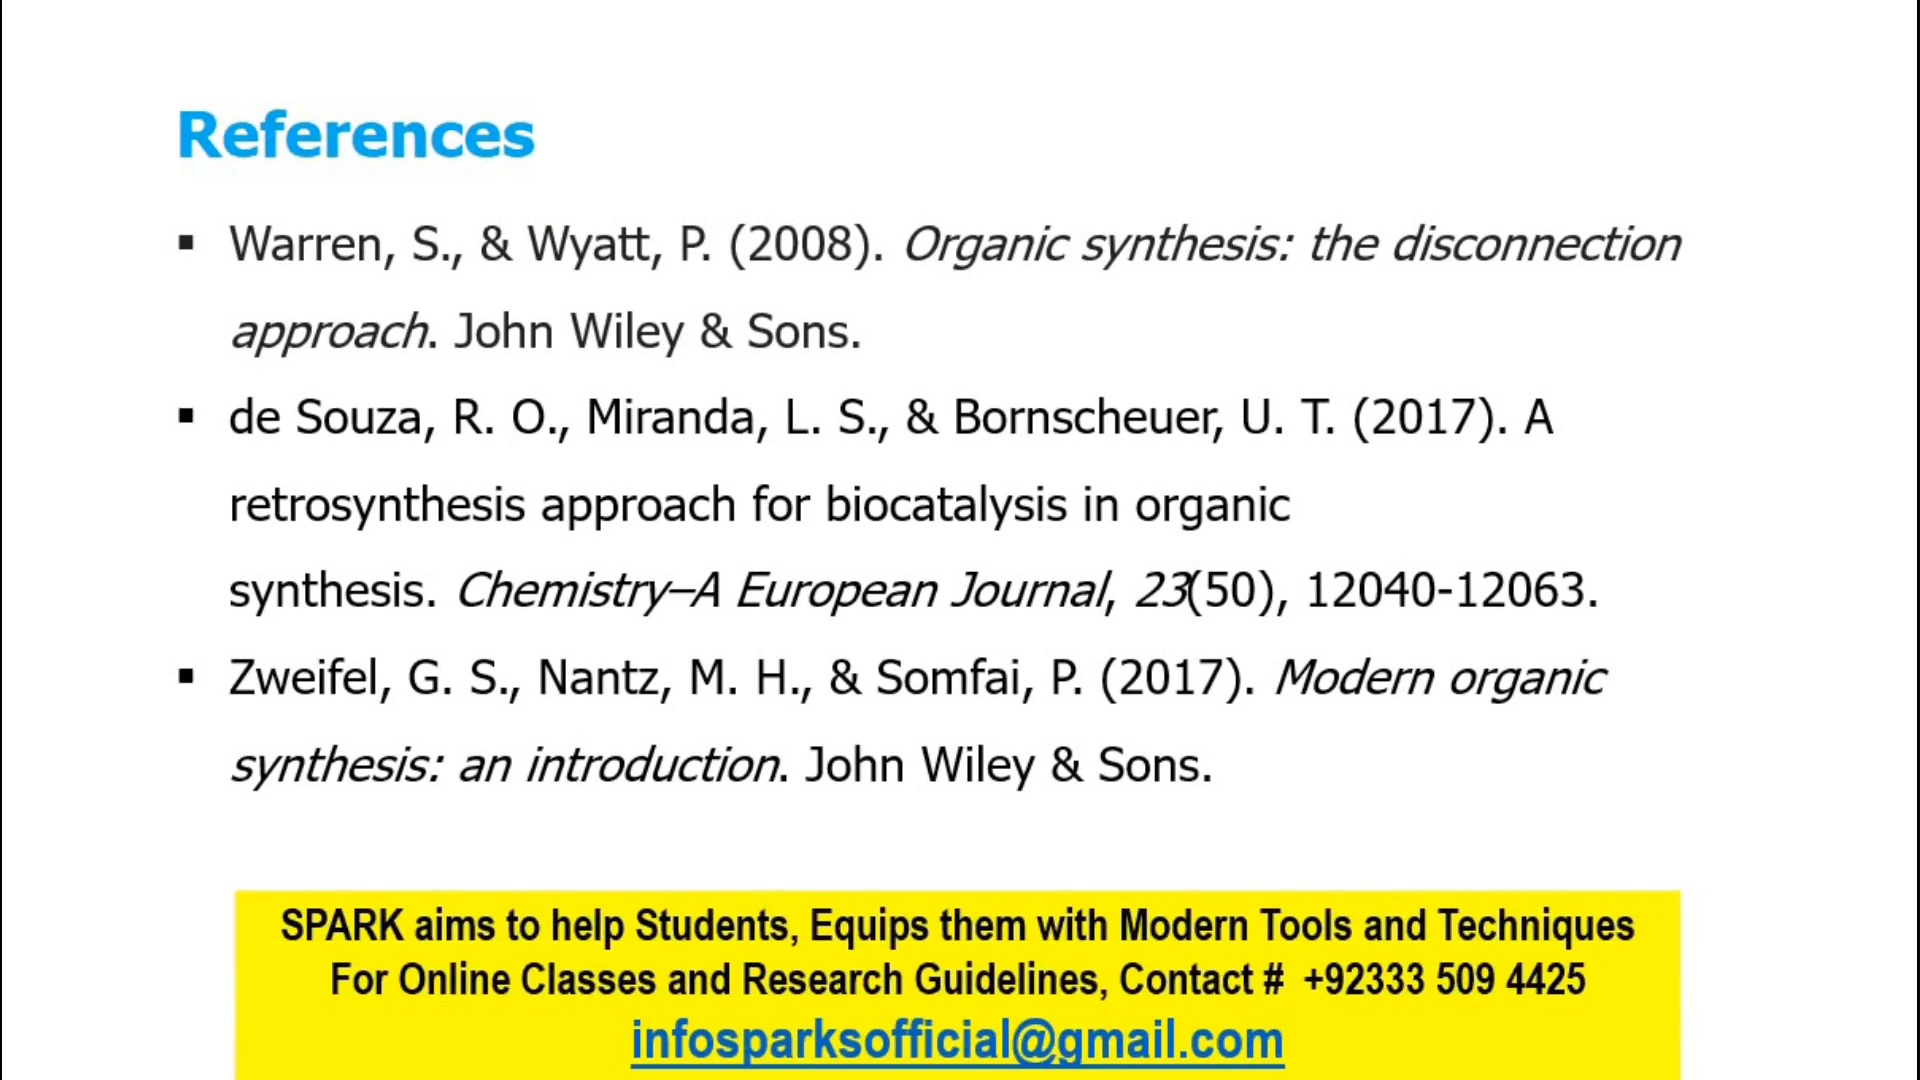 References
▪ Warren, S., & Wyatt, P. (2008). Organic synthesis: the disconnection
approach. John Wiley & Sons.
▪ de Souza, R. O., Miranda, L. S., & Bornscheuer, U. T. (2017). A
retrosynthesis approach for biocatalysis in organic
synthesis. Chemistry–A European Journal, 23(50), 12040-12063.
▪ Zweifel, G. S., Nantz, M. H., & Somfai, P. (2017). Modern organic
synthesis: an introduction. John Wiley & Sons.
SPARK aims to help Students, Equips them with Modern Tools and Techniques
For Online Classes and Research Guidelines, Contact # +92333 509 4425
infosparksofficial@gmail.com